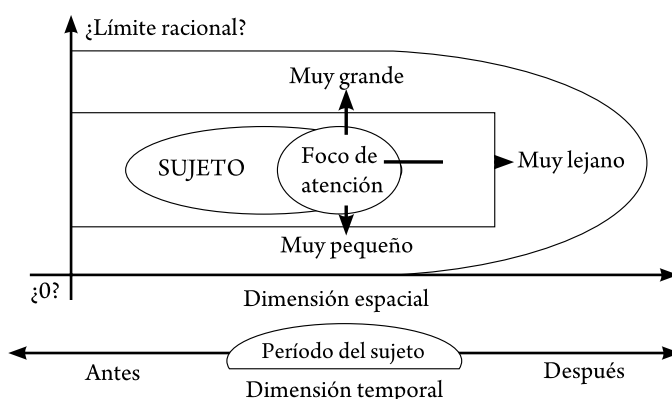 ¿Límite racional?
Muy grande
SUJETO
Foco de
atención
Muy lejano
Muy pequeño
¿0?
Dimensión espacial
Período del sujeto
Antes
Después
Dimensión temporal